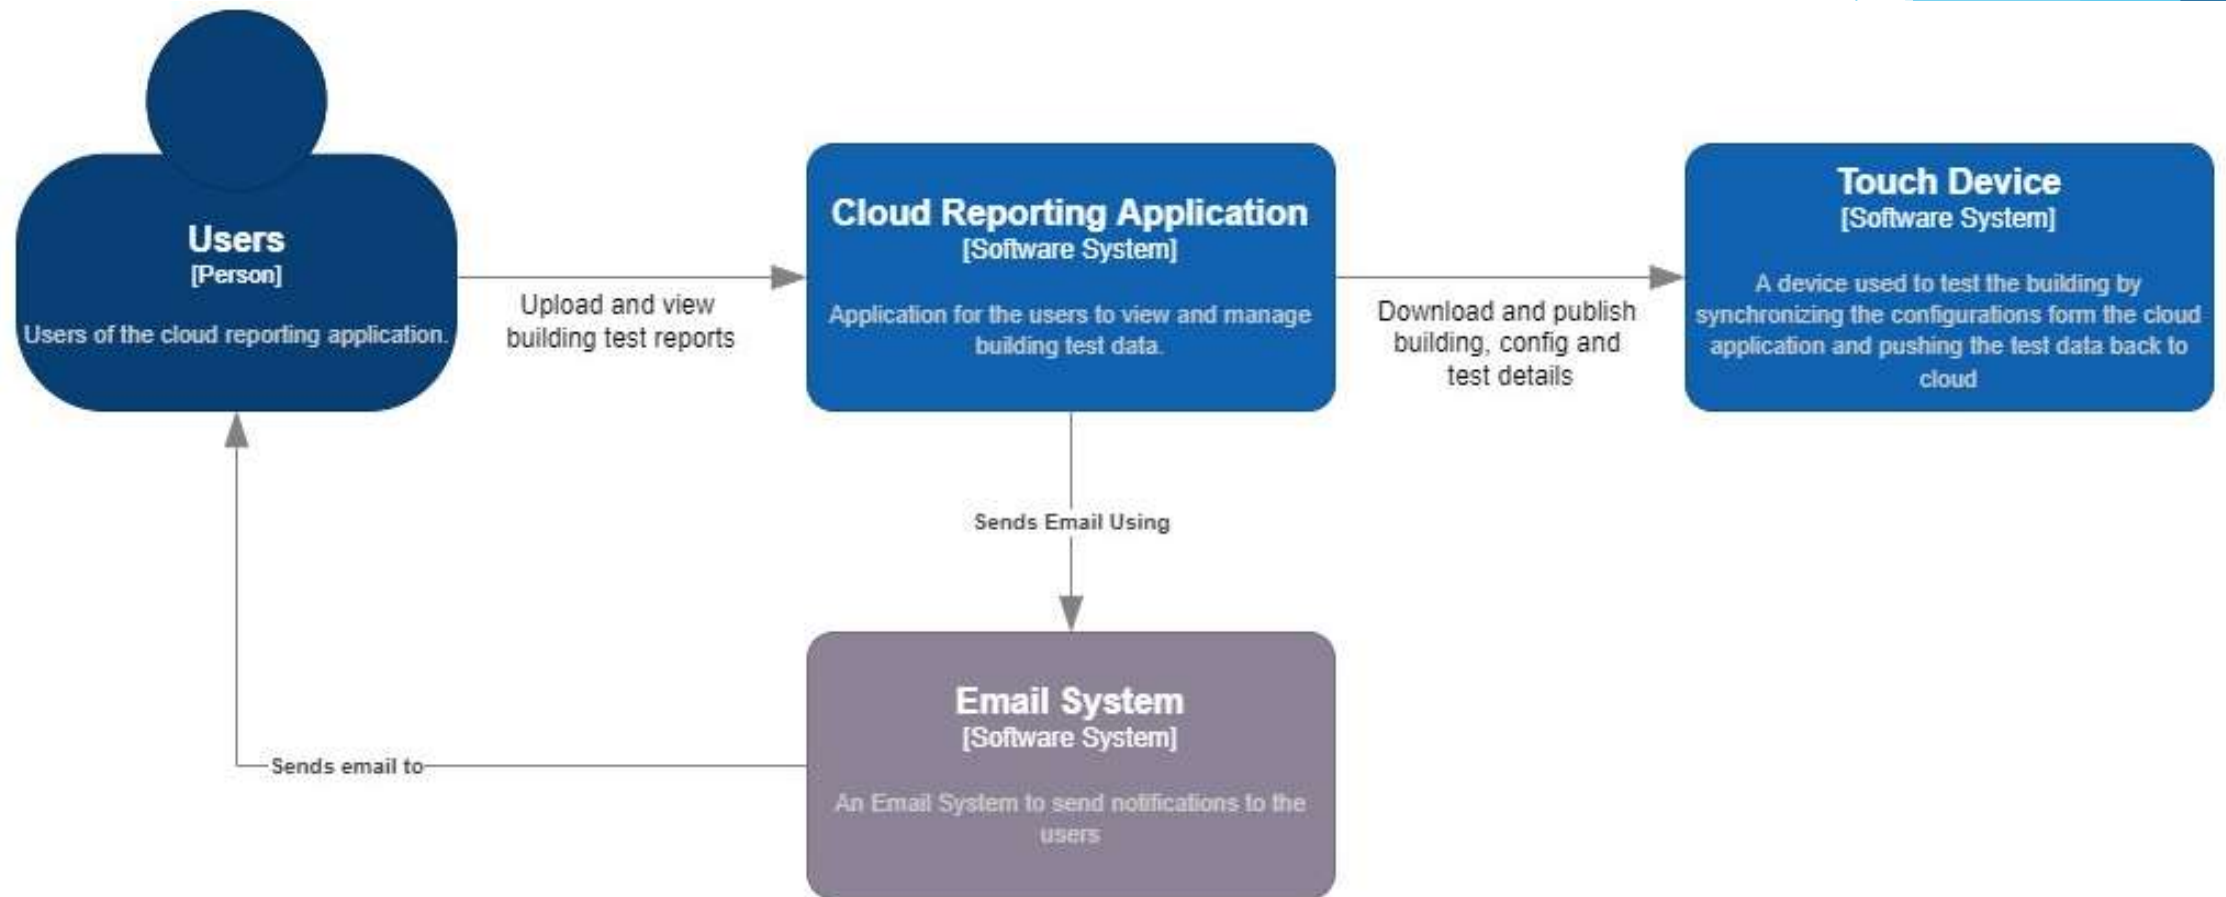 Users
[Person]
Users of the cloud reporting application.
Upload and view
building test reports
Cloud Reporting Application
[Software System]
Application for the users to view and manage
building test data.
Download and publish
building, config and
test details
Touch Device
[Software System]
A device used to test the building by
synchronizing the configurations form the cloud
application and pushing the test data back to
cloud
Sends Email Using
Email System
[Software System]
An Email System to send notifications to the
users
Sends email to